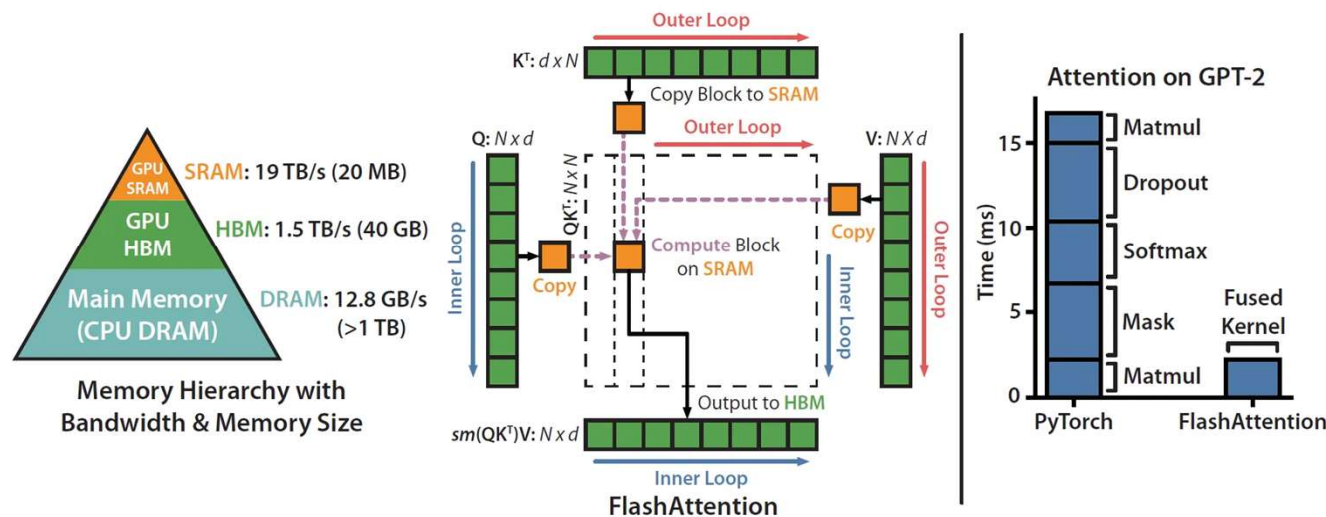 GPU
SRAM
GPU
HBM
Main Memory
(CPU DRAM)
SRAM: 19 TB/s (20 MB)
HBM: 1.5 TB/s (40 GB)
DRAM: 12.8 GB/s
(>1 TB)
Memory Hierarchy with
Bandwidth & Memory Size
Outer Loop
Kᵀ: d x N
Copy Block to SRAM
Outer Loop
Q: N x d
V: N X d
QKᵀ: N x N
Copy
Compute Block
on SRAM
Copy
Inner Loop
Inner Loop
Outer Loop
Output to HBM
sm(QKᵀ)V: N x d
Inner Loop
FlashAttention
Attention on GPT-2
Time (ms)
15
10
5
0
Matmul
Dropout
Softmax
Mask
Matmul
Fused
Kernel
PyTorch
FlashAttention